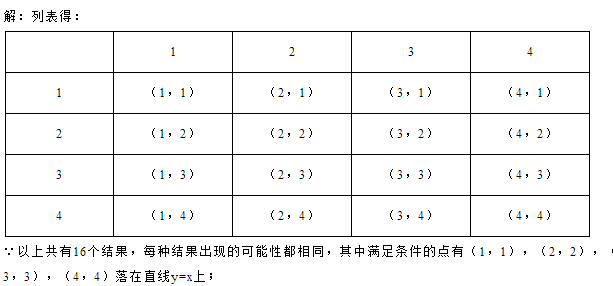 解：列表得：
1 2 3 4
1 （1，1） （2，1） （3，1） （4，1）
2 （1，2） （2，2） （3，2） （4，2）
3 （1，3） （2，3） （3，3） （4，3）
4 （1，4） （2，4） （3，4） （4，4）
∵以上共有16个结果，每种结果出现的可能性都相同，其中满足条件的点有（1，1），（2，2），（
3，3），（4，4）落在直线y=x上；